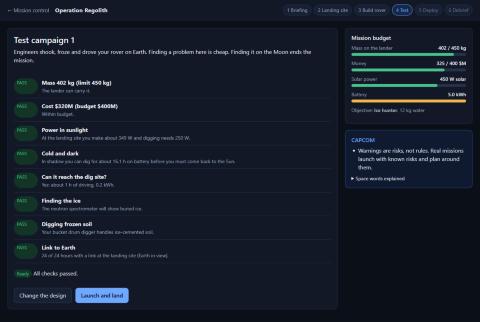 ← Mission control Operation Regolith
1 Briefing 2 Landing site 3 Build rover 4 Test 5 Deploy 6 Debrief
Test campaign 1
Engineers shook, froze and drove your rover on Earth. Finding a problem here is cheap. Finding it on the Moon ends the
mission.
PASS Mass 402 kg (limit 450 kg)
The lander can carry it.
PASS Cost $320M (budget $400M)
Within budget.
PASS Power in sunlight
At the landing site you make about 349 W and digging needs 250 W.
PASS Cold and dark
In shadow you can dig for about 16.1 h on battery before you must come back to the Sun.
PASS Can it reach the dig site?
Yes: about 1 h of driving, 0.2 kWh.
PASS Finding the ice
The neutron spectrometer will show buried ice.
PASS Digging frozen soil
Your bucket drum digger handles ice-cemented soil.
PASS Link to Earth
24 of 24 hours with a link at the landing site (Earth in view).
Ready All checks passed.
Change the design Launch and land
Mission budget
Mass on the lander 402 / 450 kg
Money 325 / 400 $M
Solar power 450 W solar
Battery 5.0 kWh
Objective: Ice hunter: 12 kg water
CAPCOM
• Warnings are risks, not rules. Real missions
launch with known risks and plan around
them.
▸ Space words explained